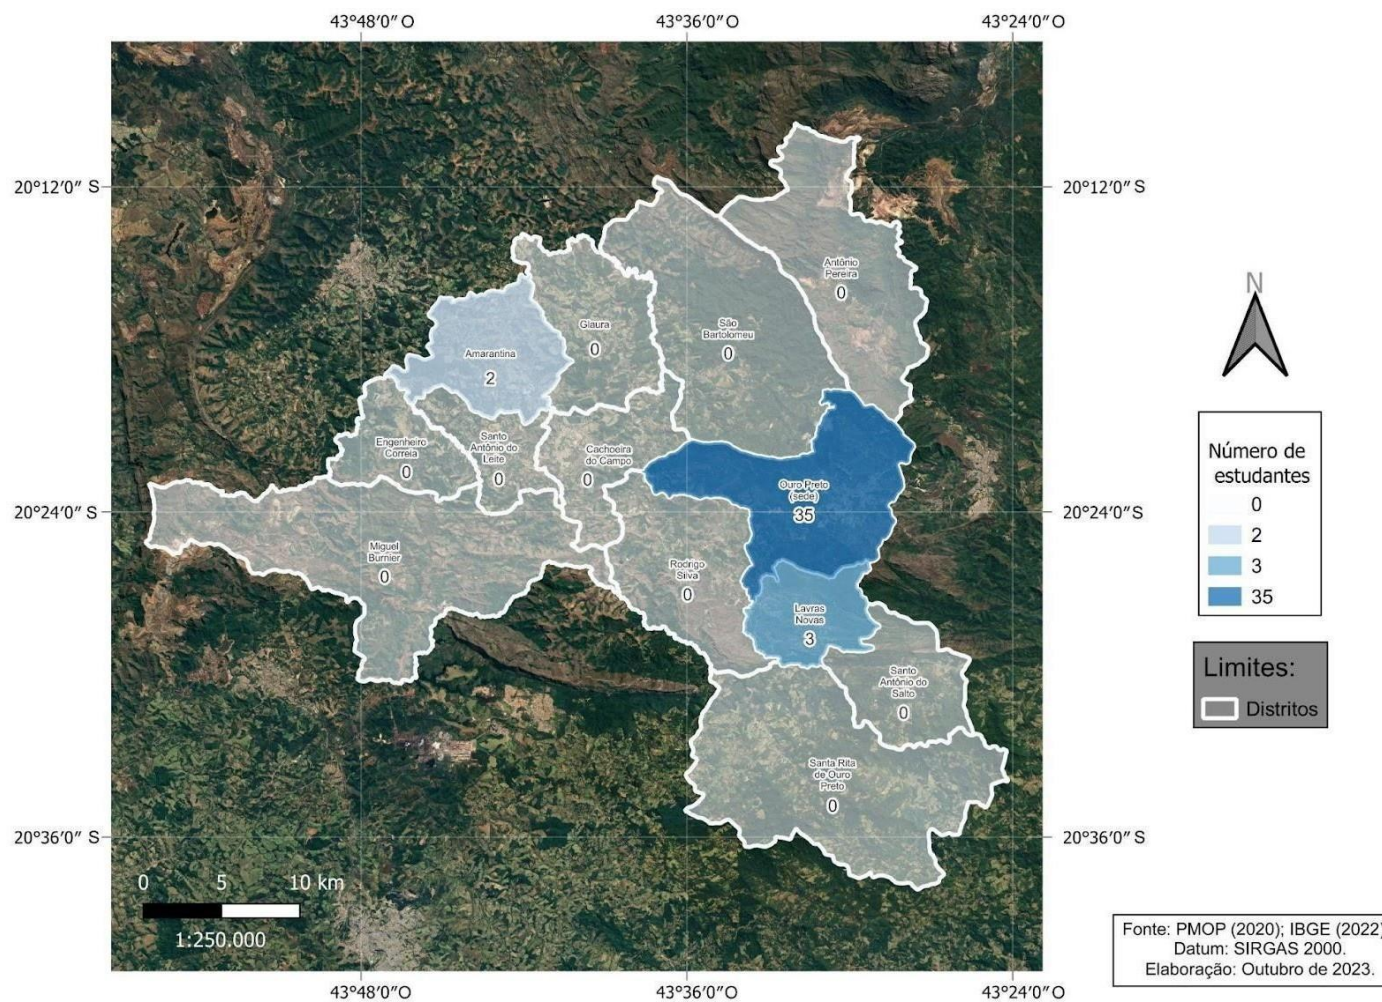 43°48'0'' O
43°36'0'' O
43°24'0'' O
20°12'0'' S
20°12'0'' S
N
Antônio
Pereira
0
Glaura
0
São
Bartolomeu
0
Amarantina
2
Número de
estudantes
0
2
3
35
Engenheiro
Correia
0
Santo
Antônio do
Leite
0
Cachoeira
do Campo
0
Ouro Preto
(sede)
35
20°24'0'' S
20°24'0'' S
Miguel
Burnier
0
Rodrigo
Silva
0
Lavras
Novas
3
Limites:
Distritos
Santo
Antônio do
Salto
0
Santa Rita
de Ouro
Preto
0
20°36'0'' S
20°36'0'' S
0 5 10 km
1:250.000
Fonte: PMOP (2020); IBGE (2022)
Datum: SIRGAS 2000.
Elaboração: Outubro de 2023.
43°48'0'' O
43°36'0'' O
43°24'0'' O